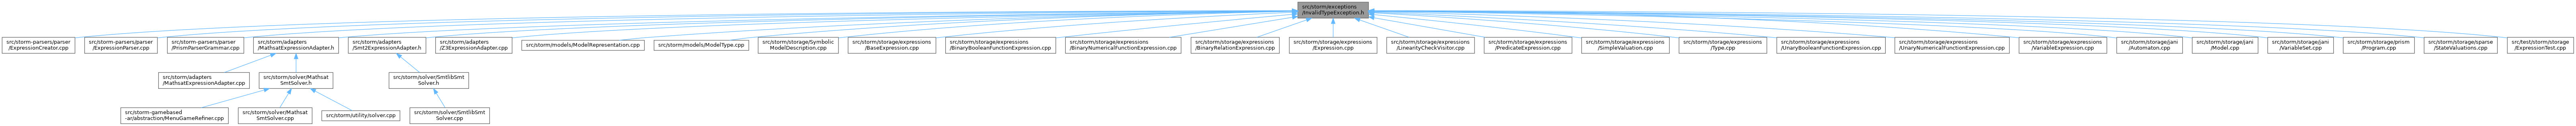 src/storm/exceptions
/InvalidTypeException.h
src/storm-parsers/parser
/ExpressionCreator.cpp
src/storm-parsers/parser
/ExpressionParser.cpp
src/storm-parsers/parser
/PrismParserGrammar.cpp
src/storm/adapters
/MathsatExpressionAdapter.h
src/storm/adapters
/Smt2ExpressionAdapter.h
src/storm/adapters
/Z3ExpressionAdapter.cpp
src/storm/models/ModelRepresentation.cpp
src/storm/models/ModelType.cpp
src/storm/storage/Symbolic
ModelDescription.cpp
src/storm/storage/expressions
/BaseExpression.cpp
src/storm/storage/expressions
/BinaryBooleanFunctionExpression.cpp
src/storm/storage/expressions
/BinaryNumericalFunctionExpression.cpp
src/storm/storage/expressions
/BinaryRelationExpression.cpp
src/storm/storage/expressions
/Expression.cpp
src/storm/storage/expressions
/LinearityCheckVisitor.cpp
src/storm/storage/expressions
/PredicateExpression.cpp
src/storm/storage/expressions
/SimpleValuation.cpp
src/storm/storage/expressions
/Type.cpp
src/storm/storage/expressions
/UnaryBooleanFunctionExpression.cpp
src/storm/storage/expressions
/UnaryNumericalFunctionExpression.cpp
src/storm/storage/expressions
/VariableExpression.cpp
src/storm/storage/jani
/Automaton.cpp
src/storm/storage/jani
/Model.cpp
src/storm/storage/jani
/VariableSet.cpp
src/storm/storage/prism
/Program.cpp
src/storm/storage/sparse
/StateValuations.cpp
src/test/storm/storage
/ExpressionTest.cpp
src/storm/adapters
/MathsatExpressionAdapter.cpp
src/storm/solver/Mathsat
SmtSolver.h
src/storm/solver/SmtlibSmt
Solver.h
src/storm-gamebased
-ar/abstraction/MenuGameRefiner.cpp
src/storm/solver/Mathsat
SmtSolver.cpp
src/storm/utility/solver.cpp
src/storm/solver/SmtlibSmt
Solver.cpp